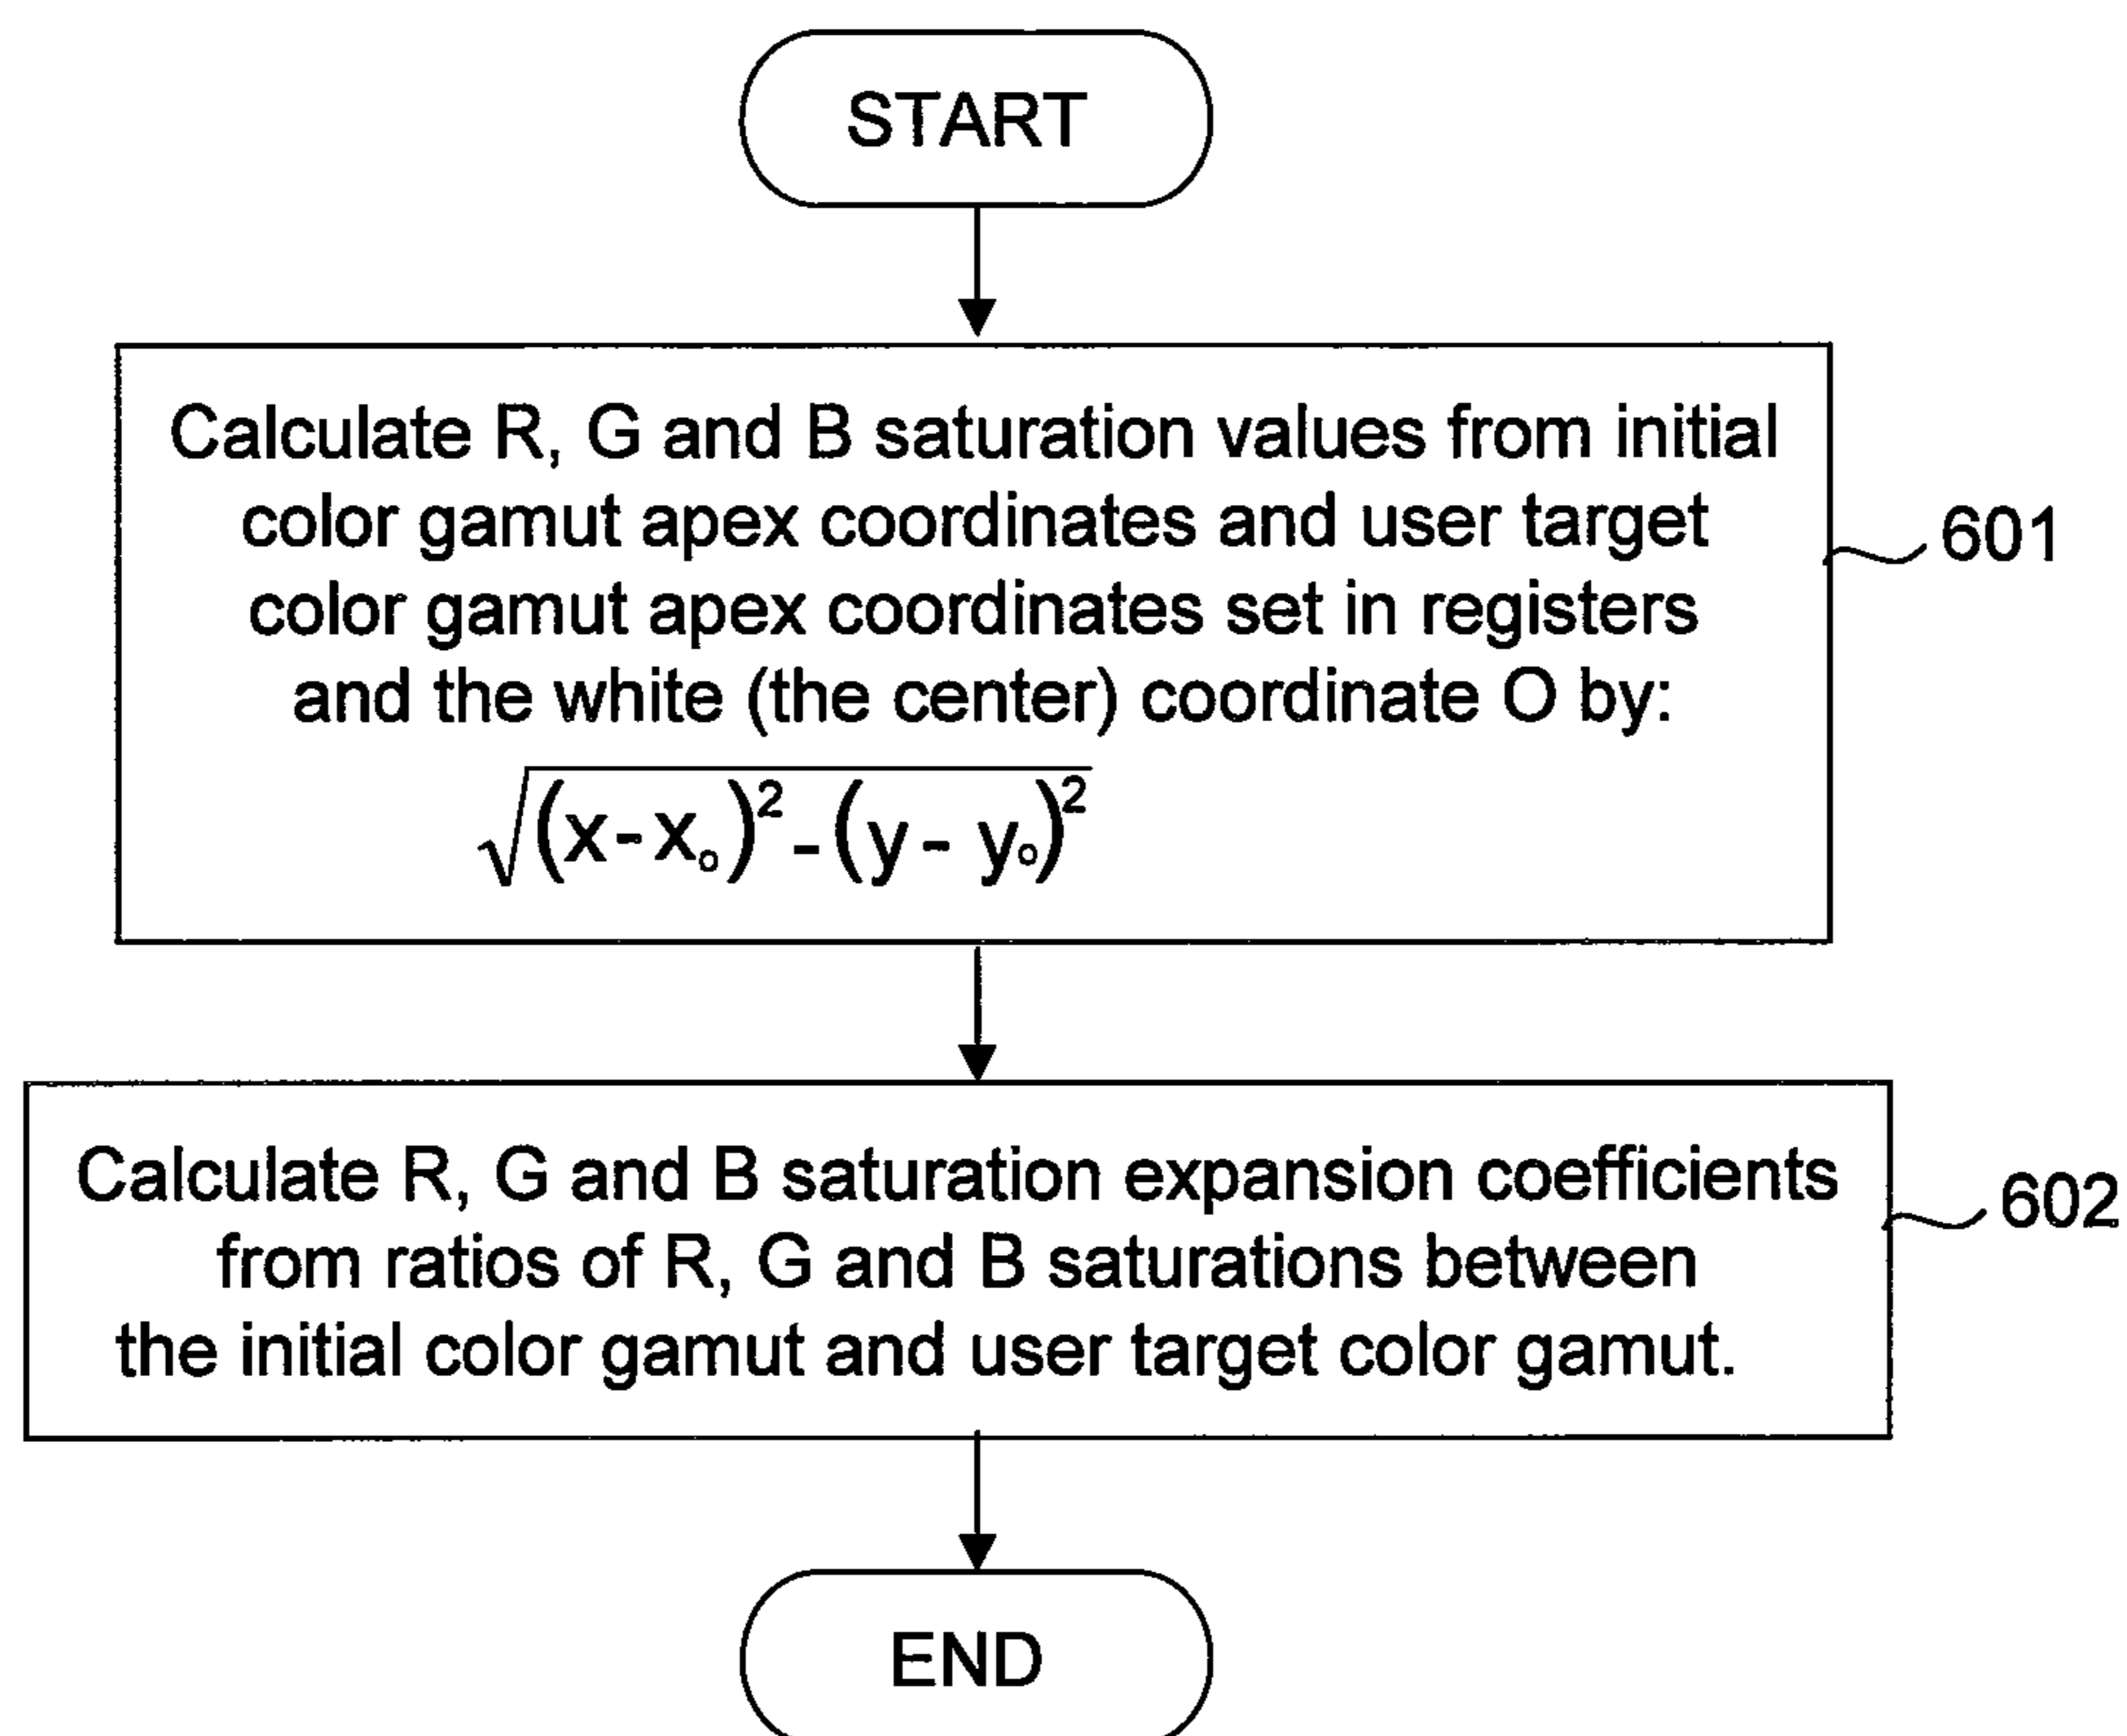 START
Calculate R, G and B saturation values from initial
color gamut apex coordinates and user target
color gamut apex coordinates set in registers
and the white (the center) coordinate O by:
√(x-x₀)²-(y-y₀)²
601
Calculate R, G and B saturation expansion coefficients
from ratios of R, G and B saturations between
the initial color gamut and user target color gamut.
602
END